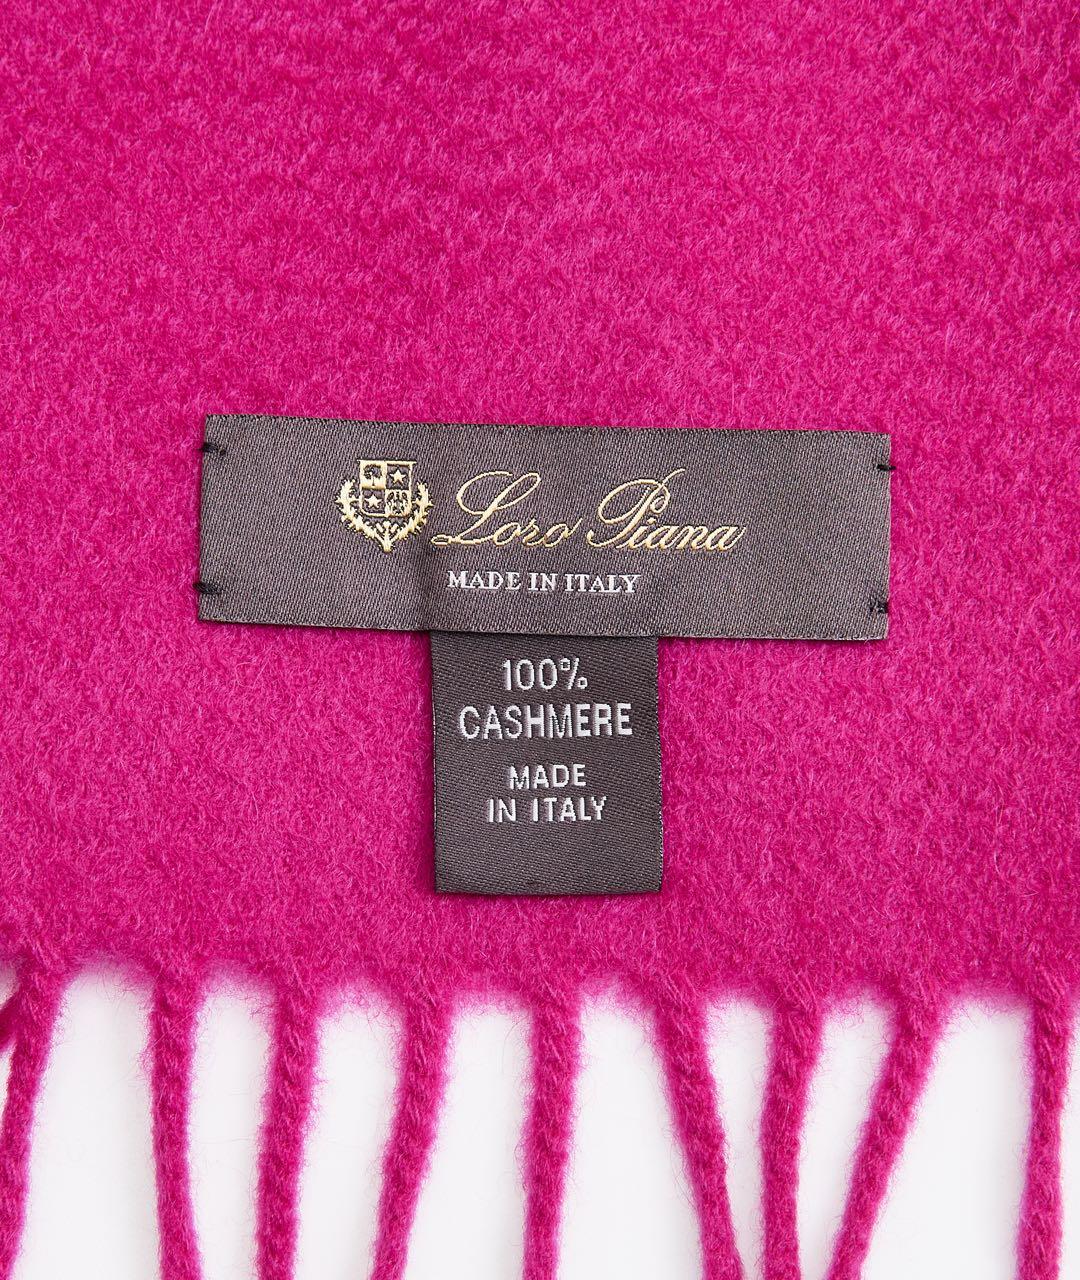 Loro Piana
MADE IN ITALY
100%
CASHMERE
MADE
IN ITALY